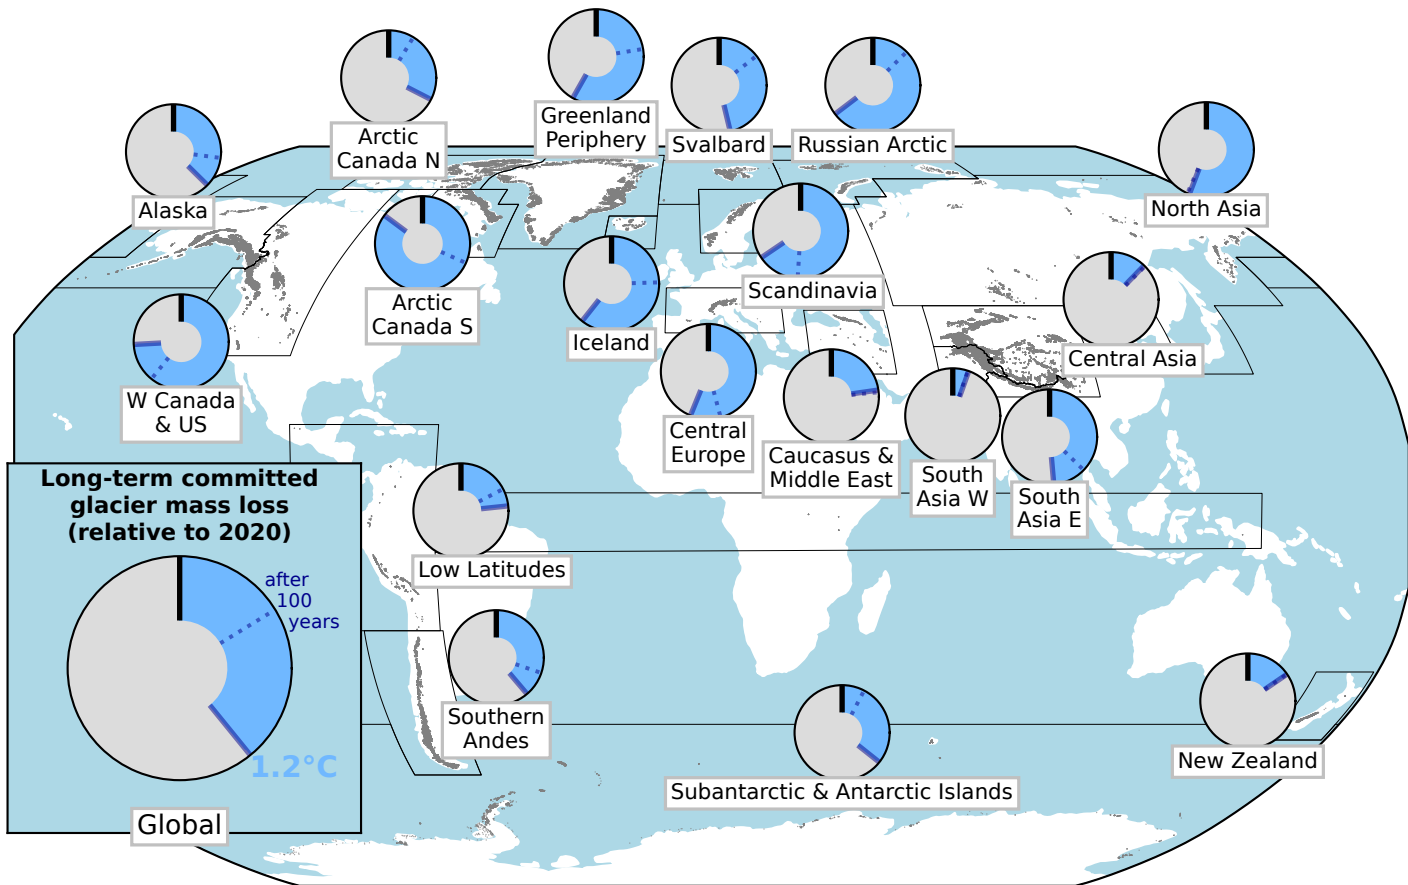 Arctic
Canada N
Greenland
Periphery
Svalbard
Russian Arctic
Alaska
North Asia
Arctic
Canada S
Iceland
Scandinavia
Central Asia
W Canada
& US
Central
Europe
Caucasus &
Middle East
South
Asia W
South
Asia E
Long-term committed
glacier mass loss
(relative to 2020)
after
100
years
1.2°C
Global
Low Latitudes
Southern
Andes
Subantarctic & Antarctic Islands
New Zealand